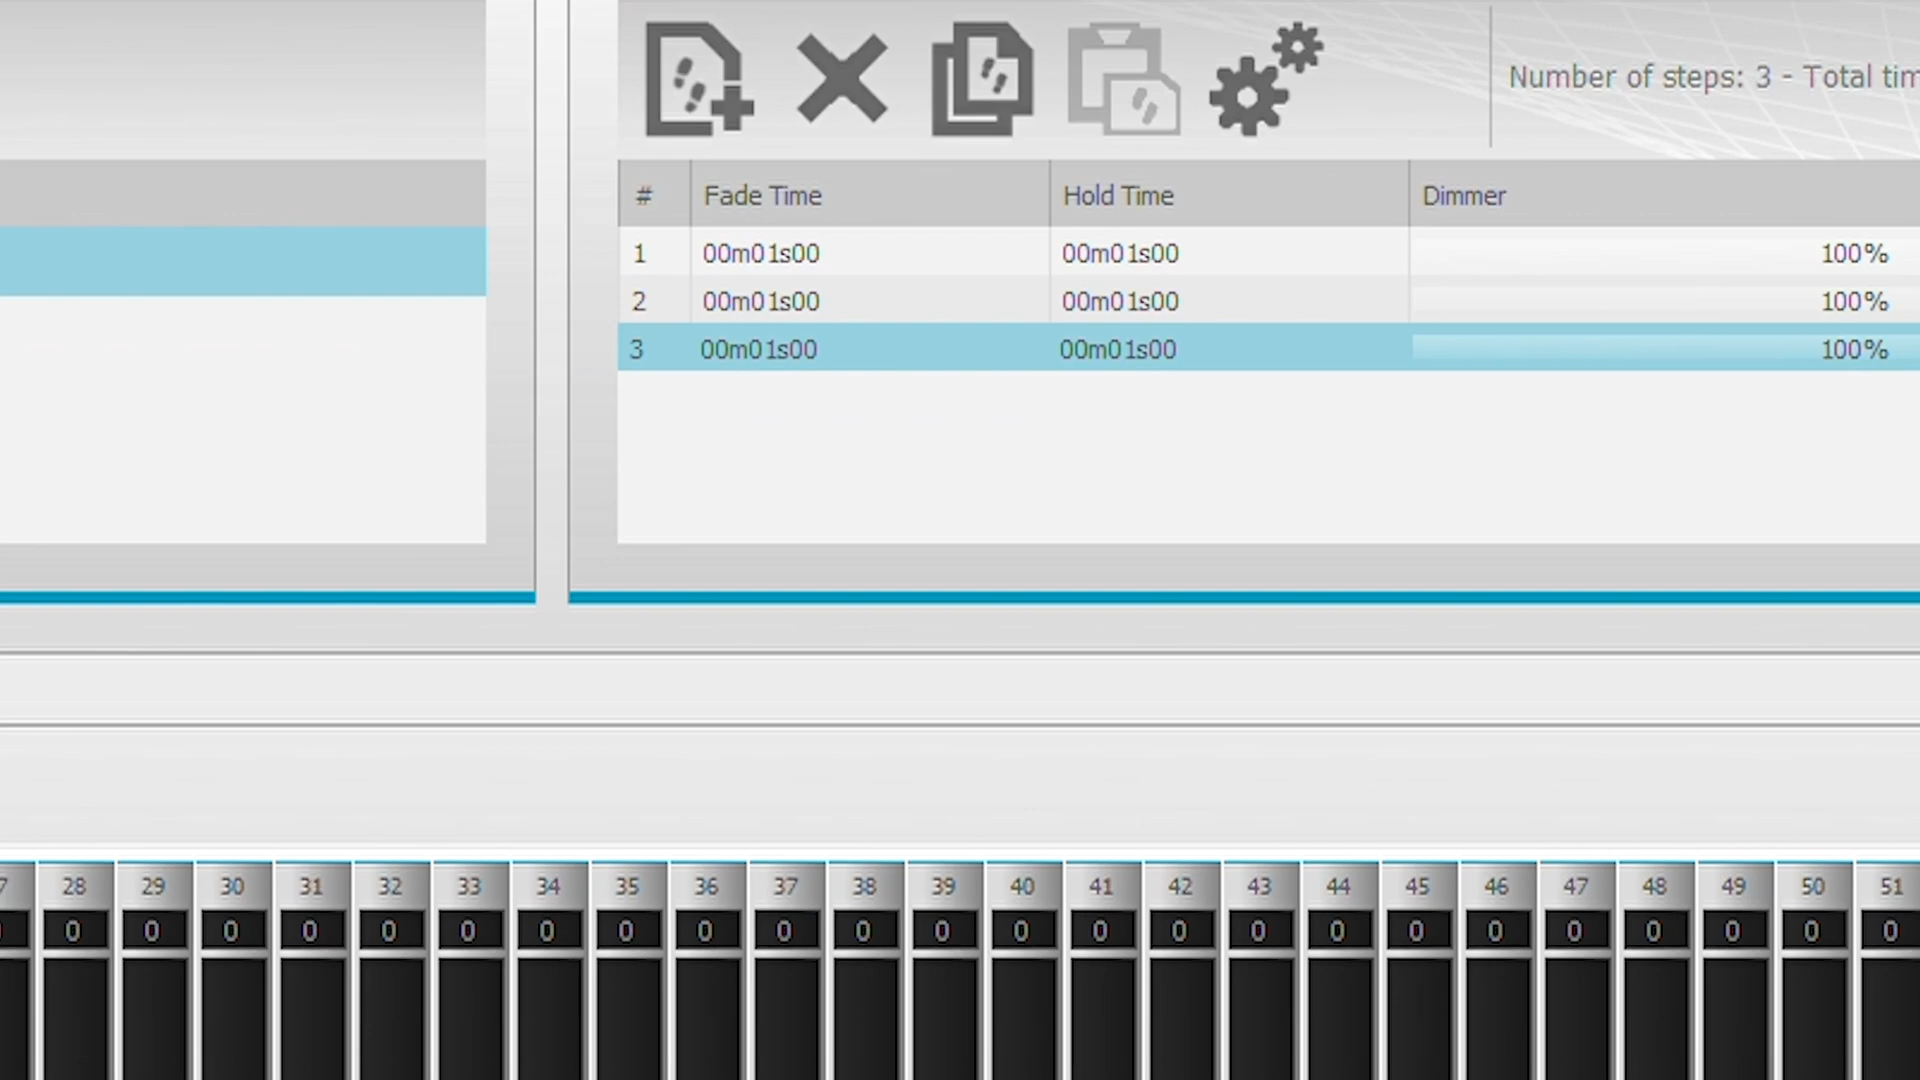 Number of steps: 3 - Total
# Fade Time Hold Time Dimmer
1 00m01s00 00m01s00 100%
2 00m01s00 00m01s00 100%
3 00m01s00 00m01s00 100%
28 29 30 31 32 33 34 35 36 37 38 39 40 41 42 43 44 45 46 47 48 49 50 51
0 0 0 0 0 0 0 0 0 0 0 0 0 0 0 0 0 0 0 0 0 0 0 0